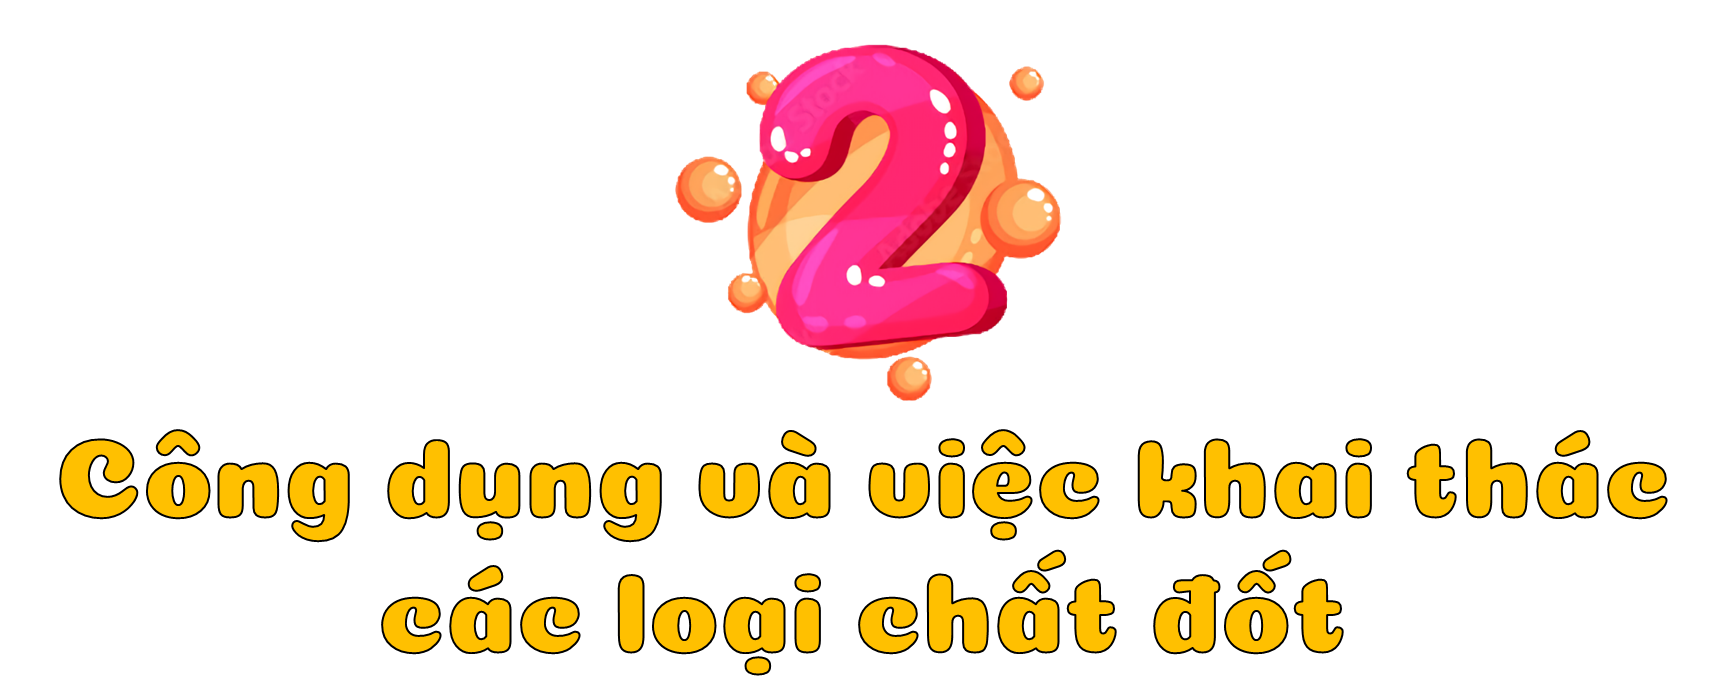 2
Công dụng và việc khai thác
các loại chất đốt